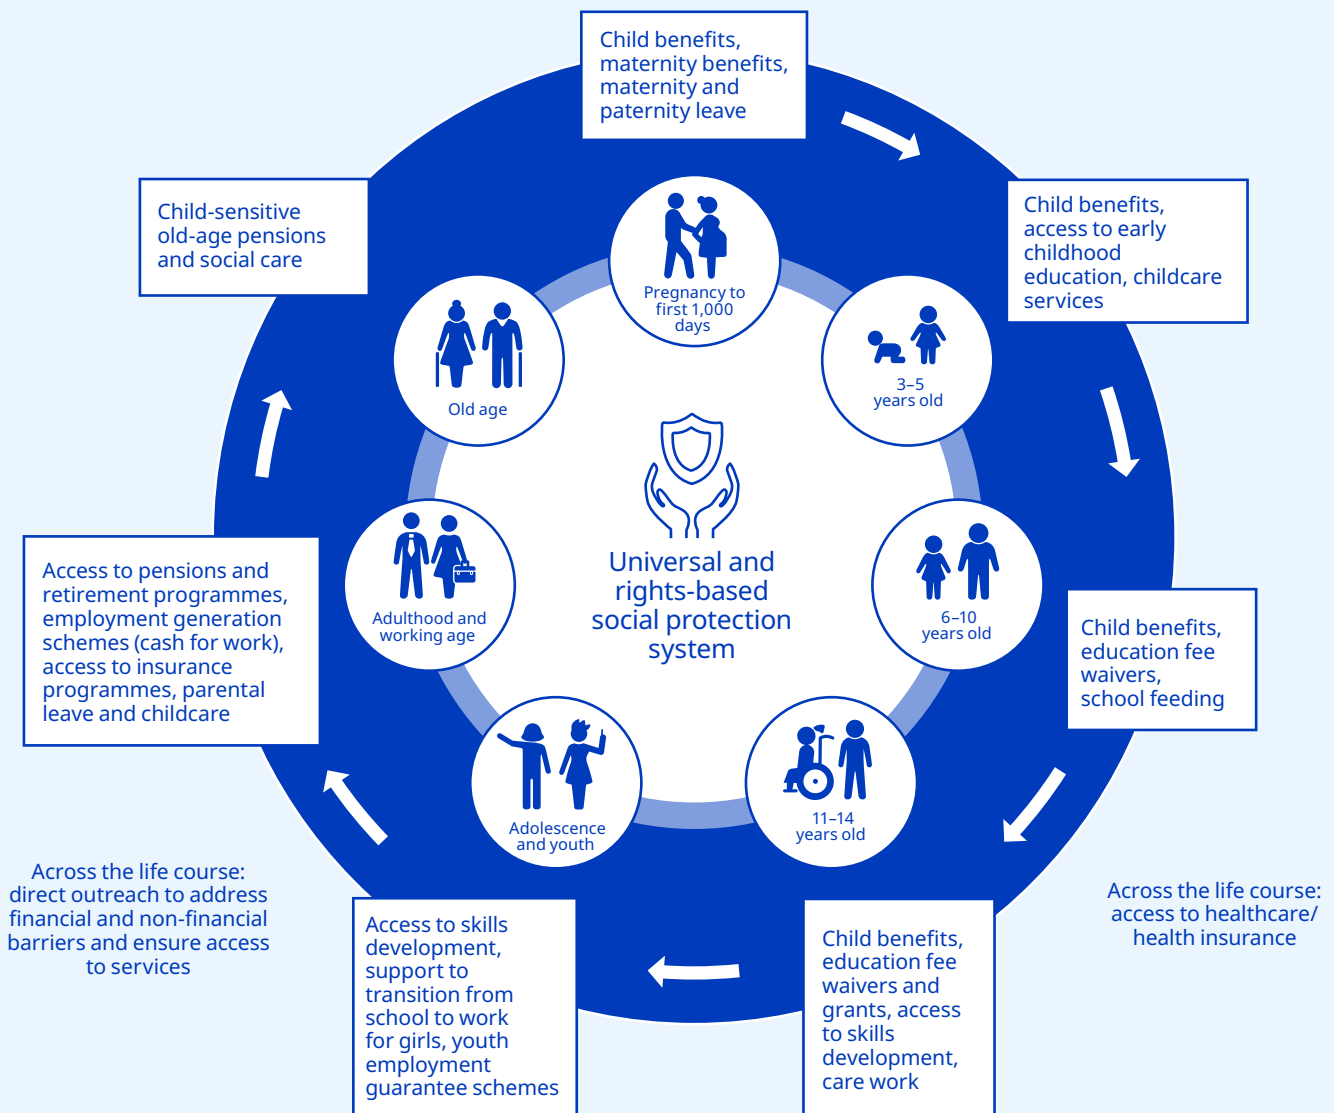 Child benefits,
maternity benefits,
maternity and
paternity leave
Child benefits,
access to early
childhood
education, childcare
services
Child benefits,
education fee
waivers,
school feeding
Child benefits,
education fee
waivers and
grants, access
to skills
development,
care work
Access to skills
development,
support to
transition from
school to work
for girls, youth
employment
guarantee schemes
Access to pensions and
retirement programmes,
employment generation
schemes (cash for work),
access to insurance
programmes, parental
leave and childcare
Child-sensitive
old-age pensions
and social care
Pregnancy to
first 1,000
days
3–5
years old
6–10
years old
11–14
years old
Adolescence
and youth
Adulthood and
working age
Old age
Universal and
rights-based
social protection
system
Across the life course:
direct outreach to address
financial and non-financial
barriers and ensure access
to services
Across the life course:
access to healthcare/
health insurance